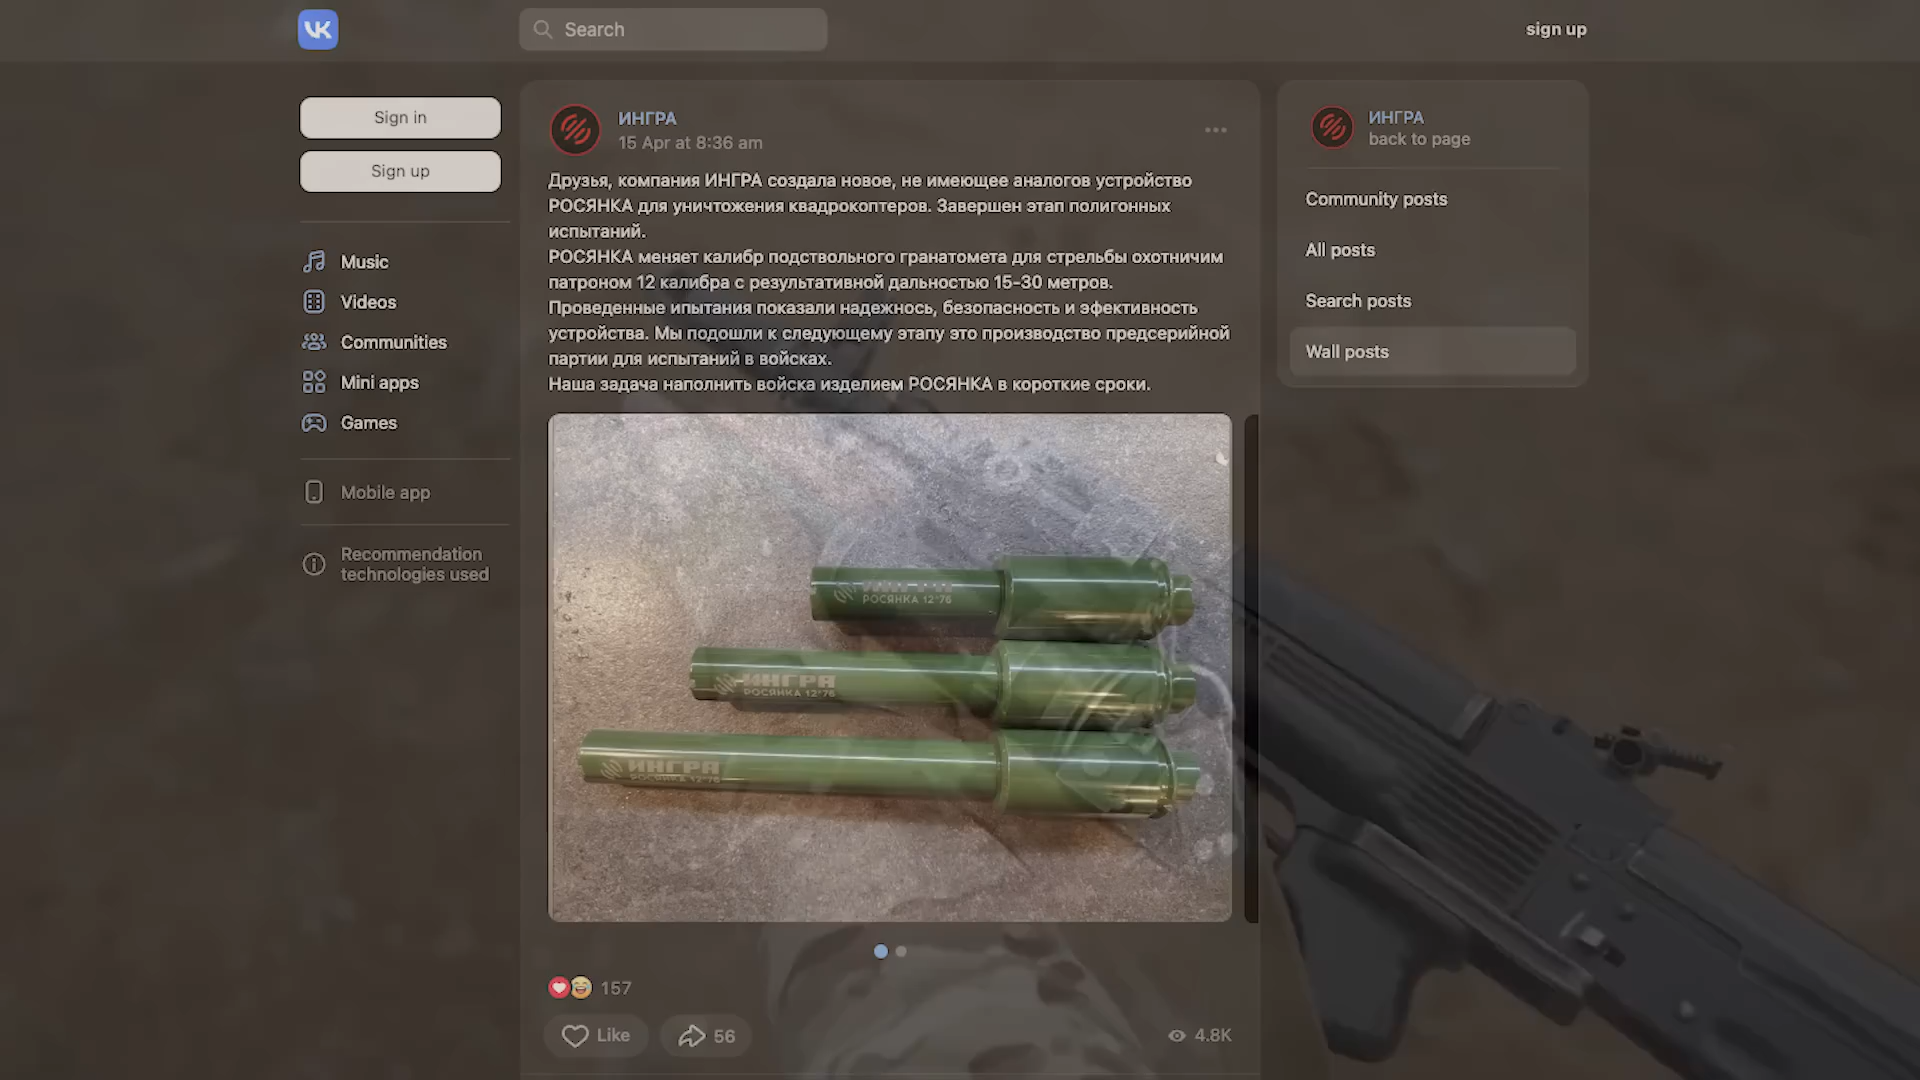 Search
sign up
Sign in
Sign up
Music
Videos
Communities
Mini apps
Games
Mobile app
Recommendation
technologies used
ИНГРА
15 Apr at 8:36 am
Друзья, компания ИНГРА создала новое, не имеющее аналогов устройство
РОСЯНКА для уничтожения квадрокоптеров. Завершен этап полигонных
испытаний.
РОСЯНКА меняет калибр подствольного гранатомета для стрельбы охотничим
патроном 12 калибра с результативной дальностью 15-30 метров.
Проведенные ипытания показали надежнось, безопасность и эфективность
устройства. Мы подошли к следующему этапу это производство предсерийной
партии для испытаний в войсках.
Наша задача наполнить войска изделием РОСЯНКА в короткие сроки.
ИНГРА
РОСЯНКА 12*76
ИНГРА
РОСЯНКА 12*76
ИНГРА
РОСЯНКА 12*76
157
Like
56
4.8K
ИНГРА
back to page
Community posts
All posts
Search posts
Wall posts